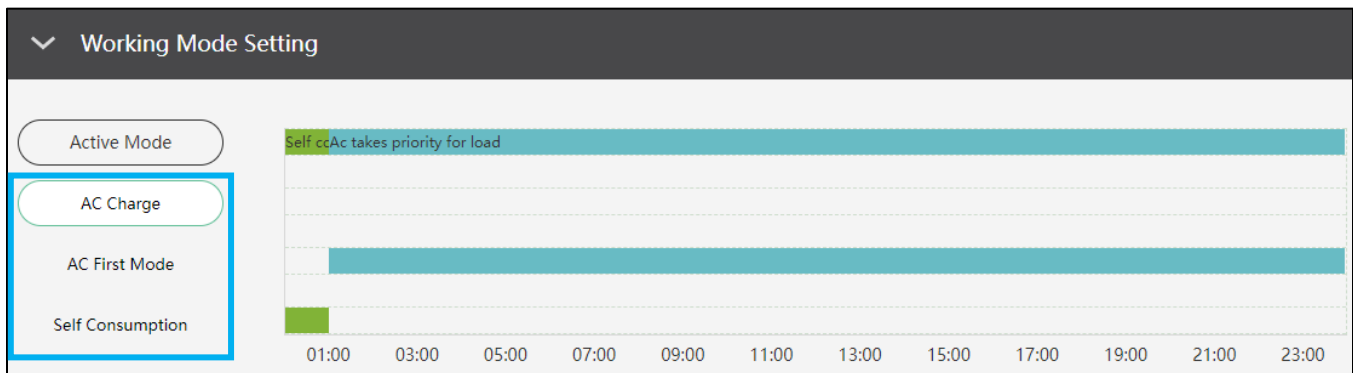 Working Mode Setting
Active Mode
Self co
Ac takes priority for load
AC Charge
AC First Mode
Self Consumption
01:00 03:00 05:00 07:00 09:00 11:00 13:00 15:00 17:00 19:00 21:00 23:00